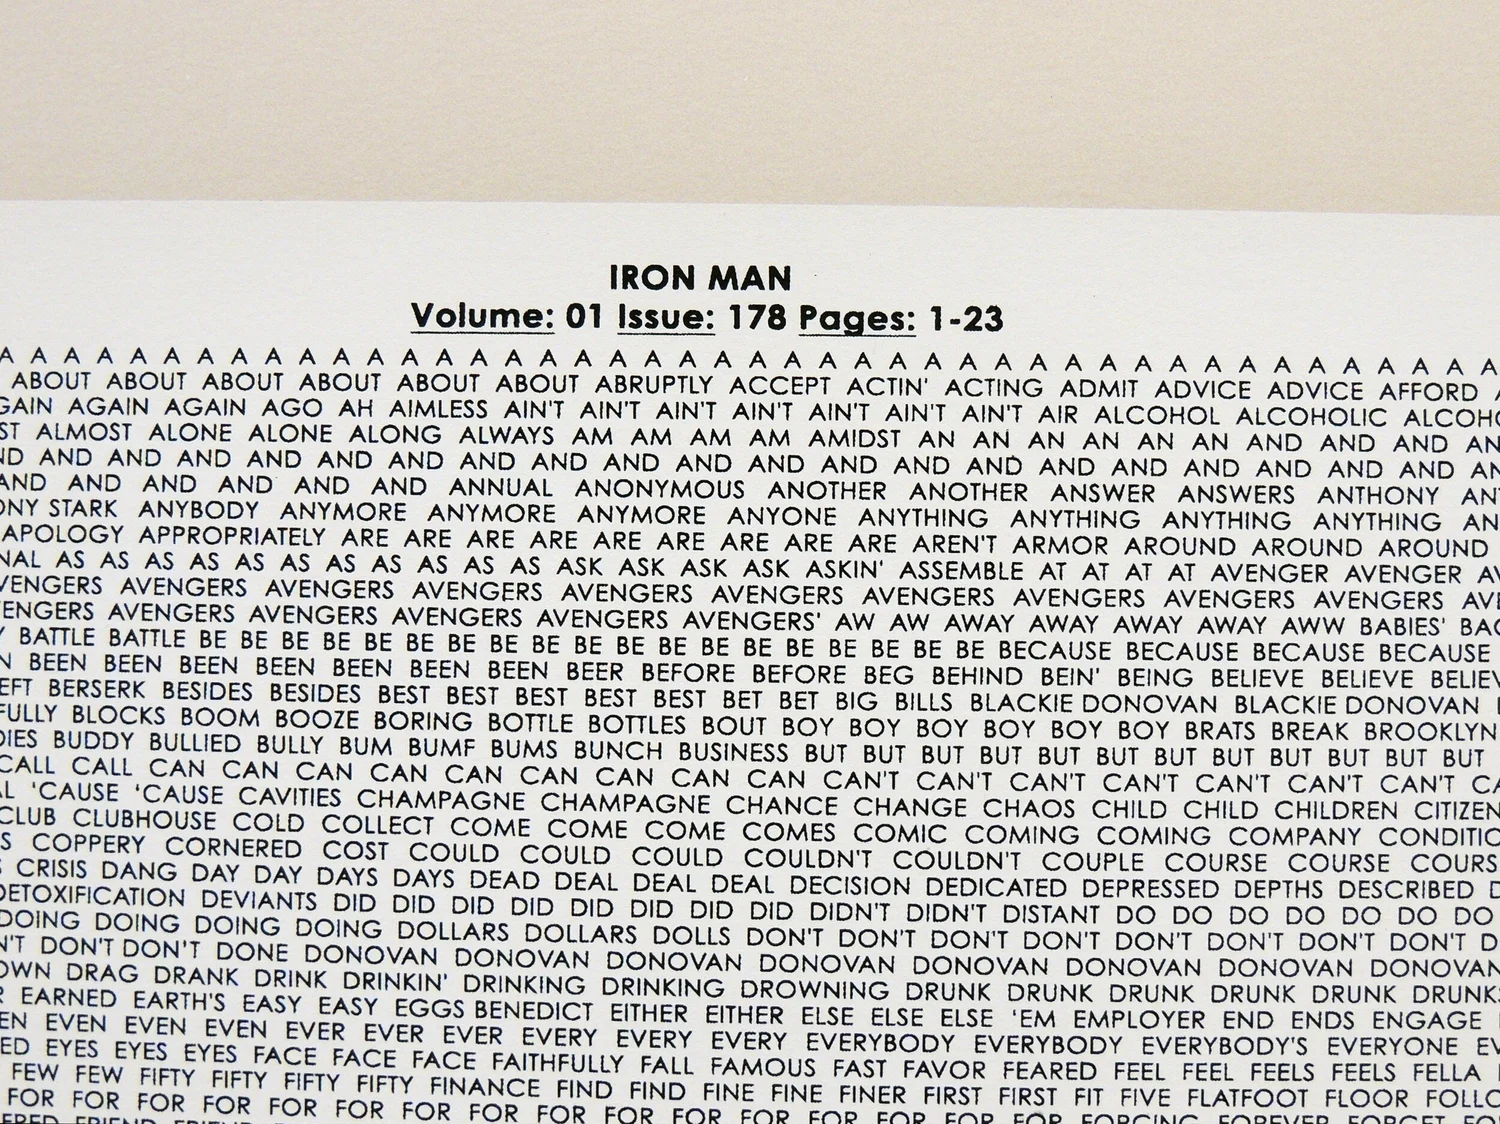 IRON MAN
Volume: 01 Issue: 178 Pages: 1-23
A A A A A A A A A A A A A A A A A A A A A A A A A A A A A A A A A A A A A A A A A A A A A
ABOUT ABOUT ABOUT ABOUT ABOUT ABOUT ABRUPTLY ACCEPT ACTIN' ACTING ADMIT ADVICE ADVICE AFFORD
AGAIN AGAIN AGO AH AIMLESS AIN'T AIN'T AIN'T AIN'T AIN'T AIN'T AIN'T AIR ALCOHOL ALCOHOLIC
ALMOST ALONE ALONE ALONG ALWAYS AM AM AM AM AMIDST AN AN AN AN AN AN AND AND AND
AND AND AND AND AND AND AND AND AND AND AND AND AND AND AND AND AND AND AND AND
AND AND AND AND AND AND ANNUAL ANONYMOUS ANOTHER ANOTHER ANSWER ANSWERS ANTHONY
STARK ANYBODY ANYMORE ANYMORE ANYMORE ANYONE ANYTHING ANYTHING ANYTHING ANYTHING
APOLOGY APPROPRIATELY ARE ARE ARE ARE ARE ARE ARE ARE ARE AREN'T ARMOR AROUND AROUND AROUND
AS AS AS AS AS AS AS AS AS AS AS ASK ASK ASK ASK ASKIN' ASSEMBLE AT AT AT AT AVENGER AVENGER
AVENGERS AVENGERS AVENGERS AVENGERS AVENGERS AVENGERS AVENGERS AVENGERS AVENGERS
AVENGERS AVENGERS AVENGERS AVENGERS AVENGERS' AW AW AWAY AWAY AWAY AWAY AWW BABIES'
BATTLE BATTLE BE BE BE BE BE BE BE BE BE BE BE BE BE BE BE BE BE BE BE BECAUSE BECAUSE BECAUSE BECAUSE
BEEN BEEN BEEN BEEN BEEN BEEN BEEN BEER BEFORE BEFORE BEG BEHIND BEIN' BEING BELIEVE BELIEVE
BERSERK BESIDES BESIDES BEST BEST BEST BEST BEST BET BET BIG BILLS BLACKIE DONOVAN BLACKIE DONOVAN
BLOCKS BOOM BOOZE BORING BOTTLE BOTTLES BOUT BOY BOY BOY BOY BOY BOY BRATS BREAK BROOKLYN
BUDDY BULLIED BULLY BUM BUMF BUMS BUNCH BUSINESS BUT BUT BUT BUT BUT BUT BUT BUT BUT BUT BUT BUT
CALL CALL CAN CAN CAN CAN CAN CAN CAN CAN CAN CAN'T CAN'T CAN'T CAN'T CAN'T CAN'T CAN'T
'CAUSE 'CAUSE CAVITIES CHAMPAGNE CHAMPAGNE CHANCE CHANGE CHAOS CHILD CHILD CHILDREN
CLUB CLUBHOUSE COLD COLLECT COME COME COME COMES COMIC COMING COMING COMPANY
COPPERY CORNERED COST COULD COULD COULD COULDN'T COULDN'T COUPLE COURSE COURSE
CRISIS DANG DAY DAY DAYS DAYS DEAD DEAL DEAL DEAL DECISION DEDICATED DEPRESSED DEPTHS DESCRIBED
DETOXIFICATION DEVIANTS DID DID DID DID DID DID DID DID DIDN'T DIDN'T DISTANT DO DO DO DO DO DO DO
DOING DOING DOING DOING DOLLARS DOLLARS DOLLS DON'T DON'T DON'T DON'T DON'T DON'T DON'T DON'T
DON'T DON'T DONE DONOVAN DONOVAN DONOVAN DONOVAN DONOVAN DONOVAN DONOVAN DONOVAN
DRAG DRANK DRINK DRINKIN' DRINKING DRINKING DROWNING DRUNK DRUNK DRUNK DRUNK DRUNK
EARNED EARTH'S EASY EASY EGGS BENEDICT EITHER EITHER ELSE ELSE ELSE 'EM EMPLOYER END ENDS ENGAGE
EVEN EVEN EVEN EVER EVER EVER EVERY EVERY EVERY EVERYBODY EVERYBODY EVERYBODY'S EVERYONE
EYES EYES EYES FACE FACE FACE FAITHFULLY FALL FAMOUS FAST FAVOR FEARED FEEL FEEL FEELS FEELS FELLA
FEW FEW FIFTY FIFTY FIFTY FIFTY FINANCE FIND FIND FINE FINE FINER FIRST FIRST FIT FIVE FLATFOOT FLOOR
FOR FOR FOR FOR FOR FOR FOR FOR FOR FOR FOR FOR FOR FOR FOR FOR FORCING FOREVER FORGET